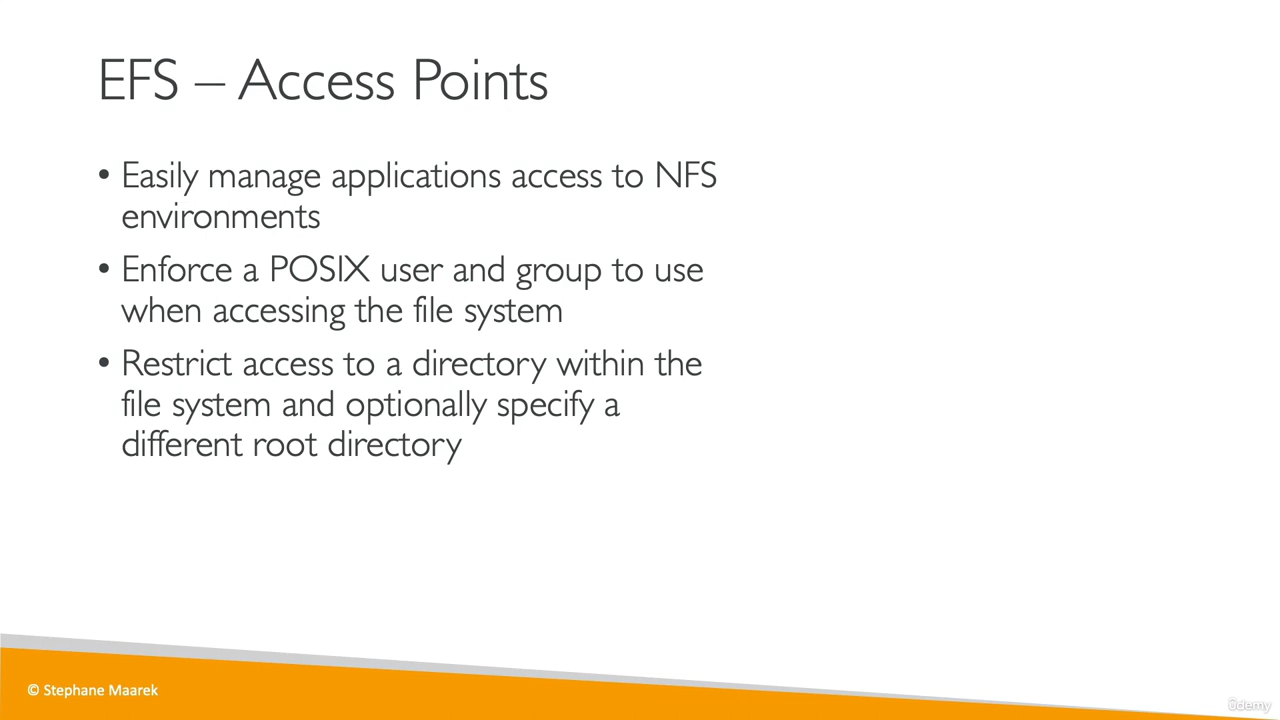 EFS – Access Points
• Easily manage applications access to NFS
environments
• Enforce a POSIX user and group to use
when accessing the file system
• Restrict access to a directory within the
file system and optionally specify a
different root directory
© Stephane Maarek
ûdemy